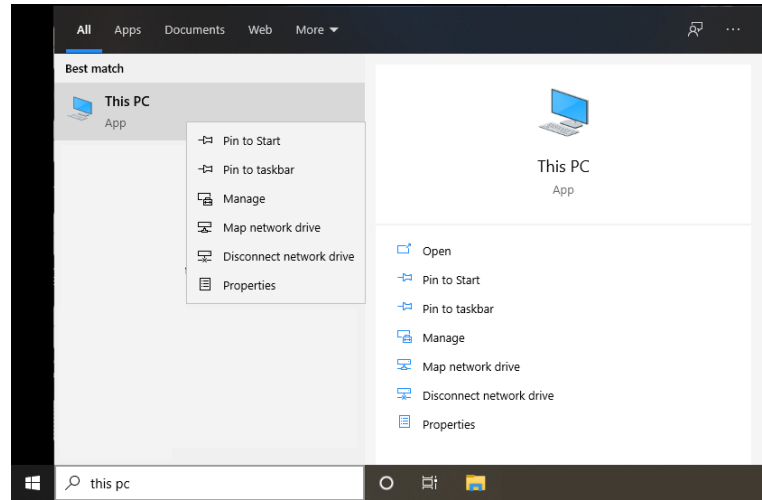 All Apps Documents Web More
Best match
This PC
App
Pin to Start
Pin to taskbar
Manage
Map network drive
Disconnect network drive
Properties
This PC
App
Open
Pin to Start
Pin to taskbar
Manage
Map network drive
Disconnect network drive
Properties
this pc